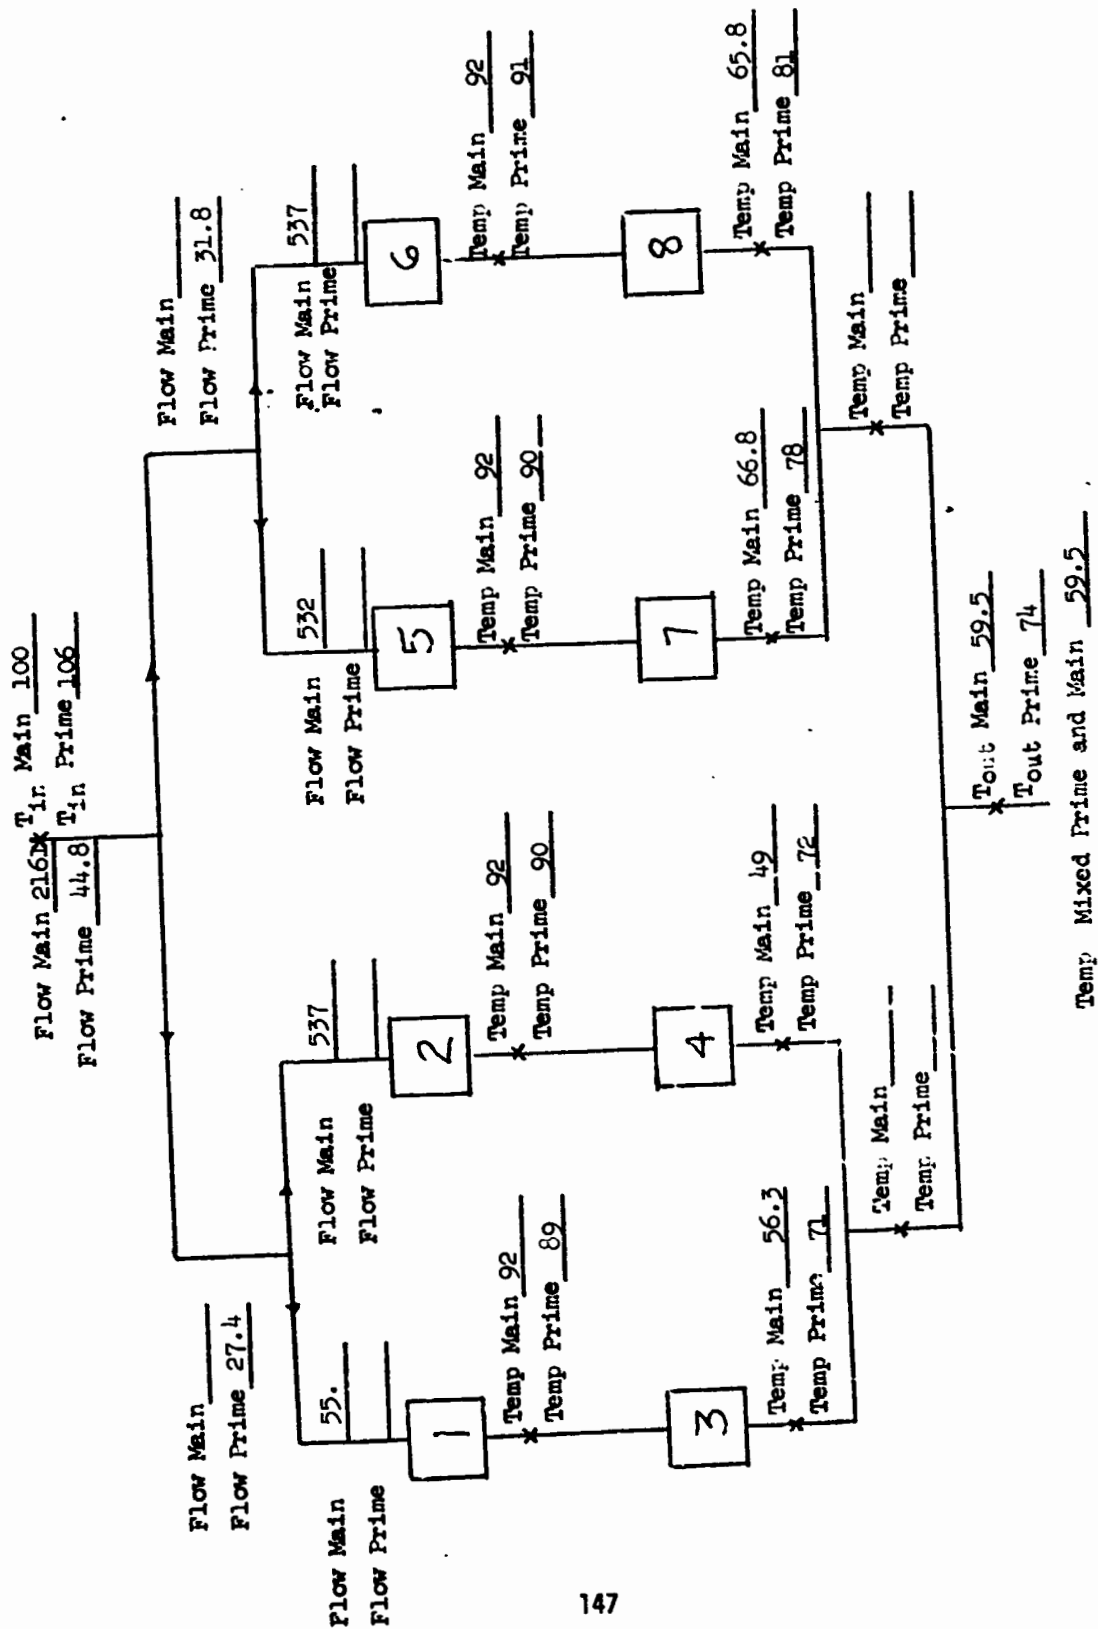 Flow Main 2161
Flow Prime 44.8
Tin Main 100
Tin Prime 106
Flow Main
Flow Prime 27.4
Flow Main
Flow Prime 31.8
Flow Main 55.
Flow Prime
Flow Main 537
Flow Prime
Flow Main 532
Flow Prime
Flow Main 537
Flow Prime
1
2
5
6
Temp Main 92
Temp Prime 89
Temp Main 92
Temp Prime 90
Temp Main 92
Temp Prime 90
Temp Main 92
Temp Prime 91
3
4
7
8
Temp Main 56.3
Temp Prime 71
Temp Main 49
Temp Prime 72
Temp Main 66.8
Temp Prime 78
Temp Main 65.8
Temp Prime 81
Temp Main
Temp Prime
Temp Main
Temp Prime
Tout Main 59.5
Tout Prime 74
Temp Mixed Prime and Main 59.5
147